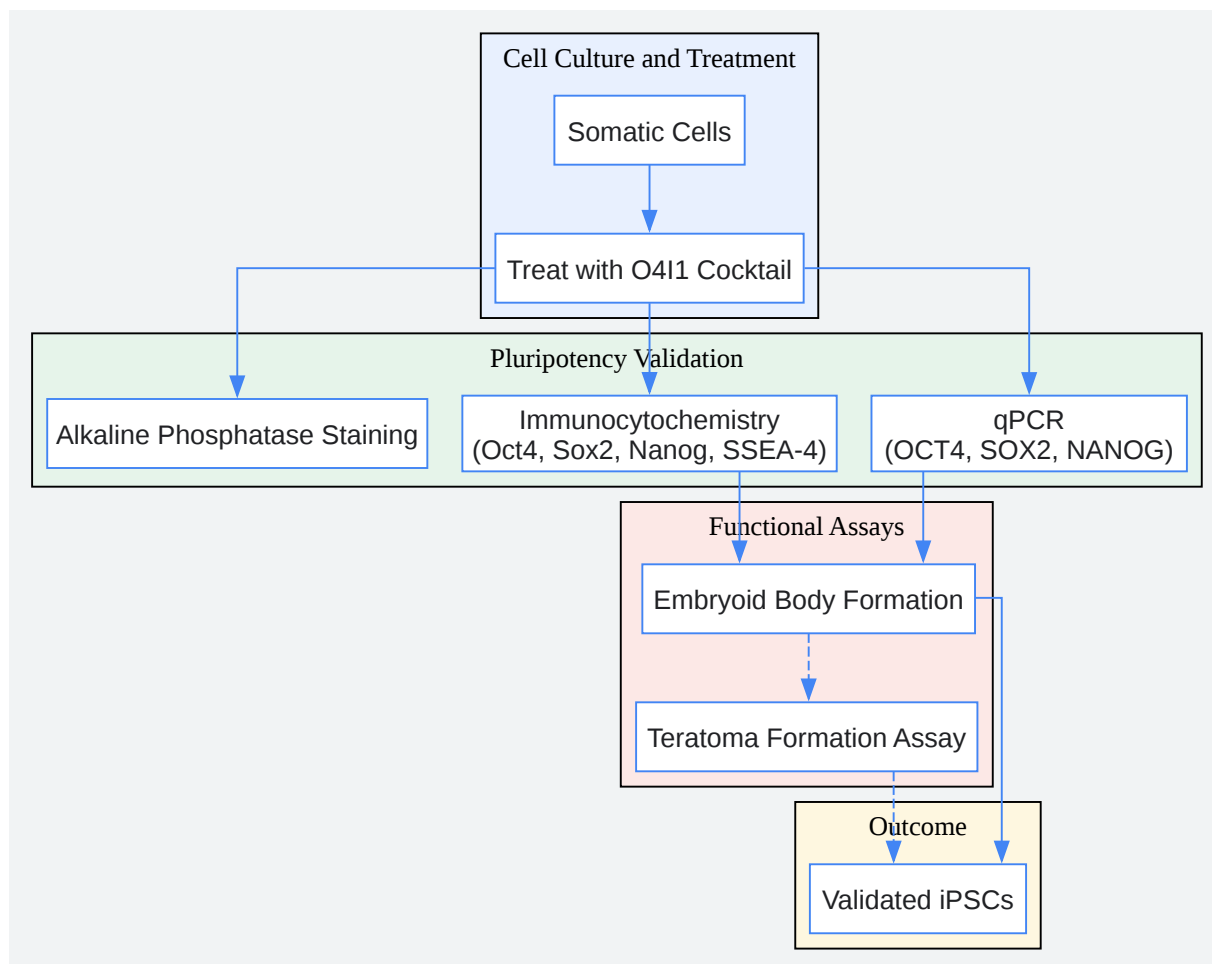 Cell Culture and Treatment
Somatic Cells
Treat with O4I1 Cocktail
Pluripotency Validation
Alkaline Phosphatase Staining
Immunocytochemistry
(Oct4, Sox2, Nanog, SSEA-4)
qPCR
(OCT4, SOX2, NANOG)
Functional Assays
Embryoid Body Formation
Teratoma Formation Assay
Outcome
Validated iPSCs